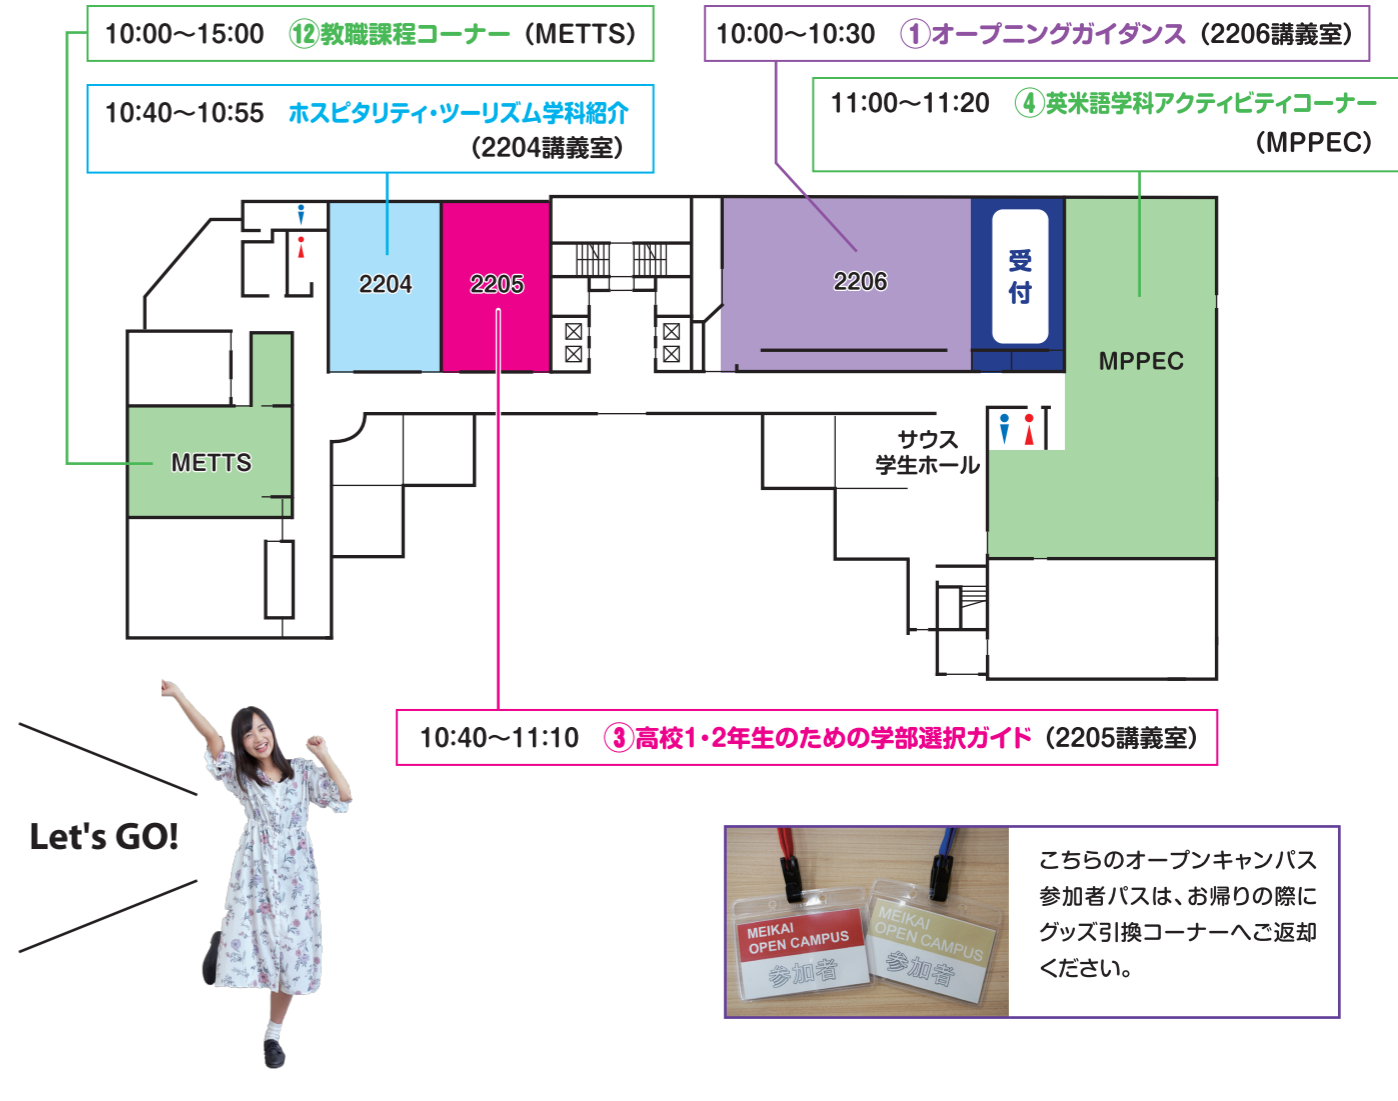 10:00～15:00 ⑫教職課程コーナー（METTS）
10:00～10:30 ①オープニングガイダンス（2206講義室）
10:40～10:55 ホスピタリティ・ツーリズム学科紹介
（2204講義室）
11:00～11:20 ④英米語学科アクティビティコーナー
（MPPEC）
2204
2205
2206
受付
MPPEC
METTS
サウス
学生ホール
10:40～11:10 ③高校1・2年生のための学部選択ガイド（2205講義室）
Let's GO!
MEIKAI
OPEN CAMPUS
参加者
MEIKAI
OPEN CAMPUS
参加者
こちらのオープンキャンパス
参加者パスは、お帰りの際に
グッズ引換コーナーへご返却
ください。